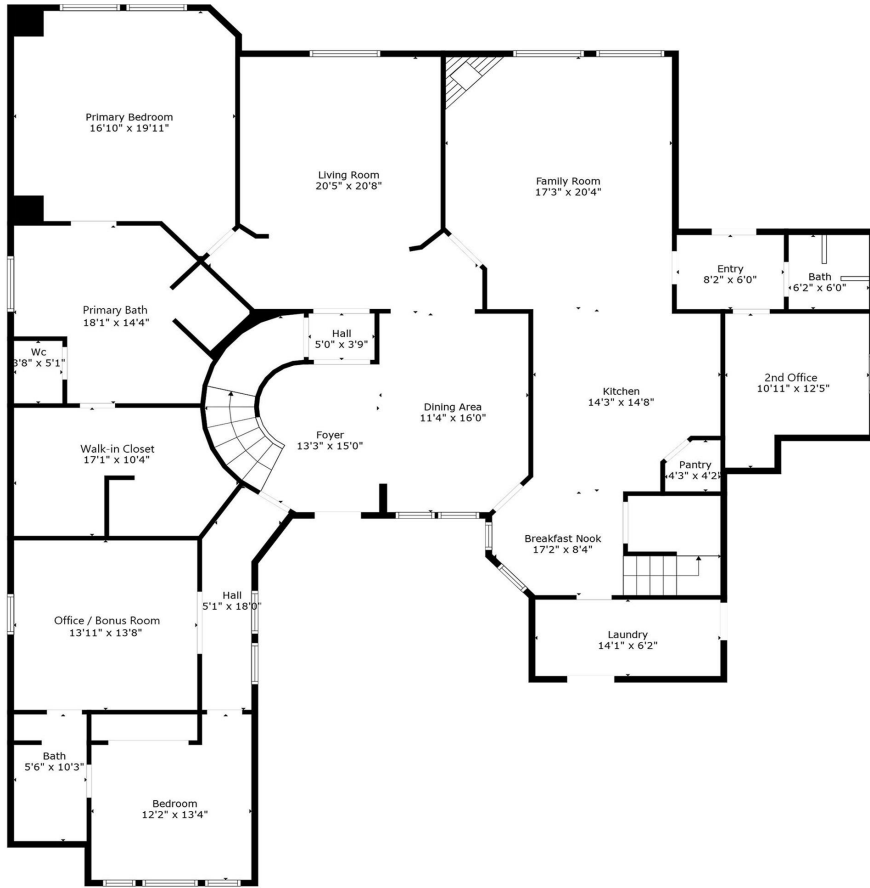 Primary Bedroom
16'10" x 19'11"
Living Room
20'5" x 20'8"
Family Room
17'3" x 20'4"
Entry
8'2" x 6'0"
Bath
6'2" x 6'0"
Primary Bath
18'1" x 14'4"
Wc
3'8" x 5'1"
Hall
5'0" x 3'9"
2nd Office
10'11" x 12'5"
Kitchen
14'3" x 14'8"
Dining Area
11'4" x 16'0"
Foyer
13'3" x 15'0"
Walk-in Closet
17'1" x 10'4"
Pantry
4'3" x 4'2"
Breakfast Nook
17'2" x 8'4"
Hall
5'1" x 18'0"
Office / Bonus Room
13'11" x 13'8"
Laundry
14'1" x 6'2"
Bath
5'6" x 10'3"
Bedroom
12'2" x 13'4"